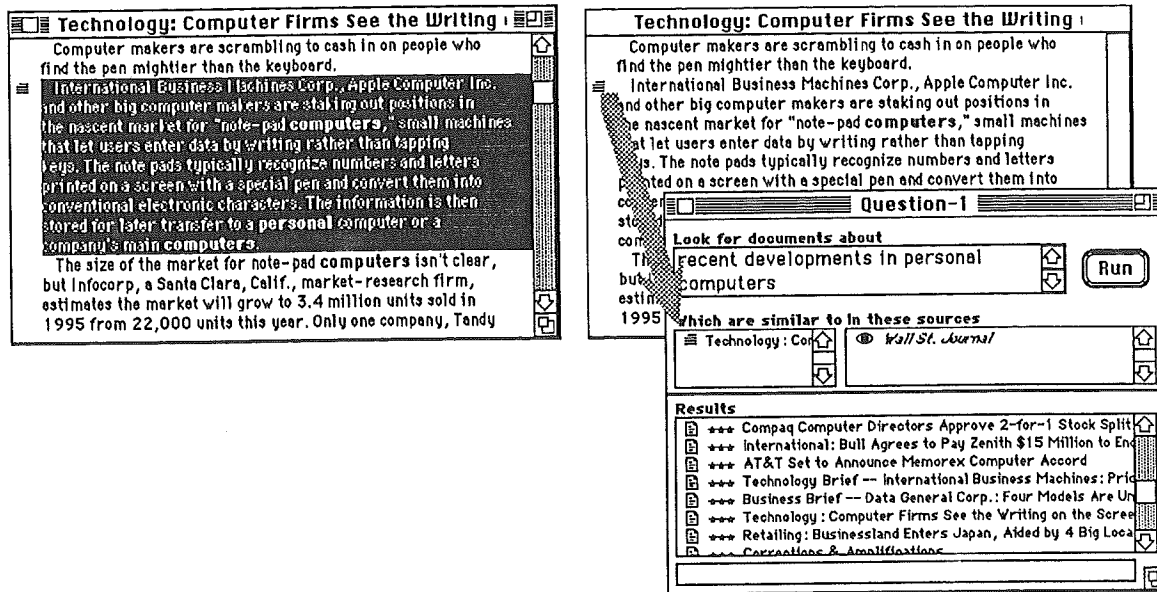 Technology: Computer Firms See the Writing
Computer makers are scrambling to cash in on people who
find the pen mightier than the keyboard.
International Business Machines Corp., Apple Computer Inc.
and other big computer makers are staking out positions in
the nascent market for "note-pad computers," small machines
that let users enter data by writing rather than tapping
keys. The note pads typically recognize numbers and letters
printed on a screen with a special pen and convert them into
conventional electronic characters. The information is then
stored for later transfer to a personal computer or a
company's main computers.
The size of the market for note-pad computers isn't clear,
but Infocorp, a Santa Clara, Calif., market-research firm,
estimates the market will grow to 3.4 million units sold in
1995 from 22,000 units this year. Only one company, Tandy
Technology: Computer Firms See the Writing
Computer makers are scrambling to cash in on people who
find the pen mightier than the keyboard.
International Business Machines Corp., Apple Computer Inc.
and other big computer makers are staking out positions in
he nascent market for "note-pad computers," small machines
at let users enter data by writing rather than tapping
ys. The note pads typically recognize numbers and letters
p nted on a screen with a special pen and convert them into
co
sto
com
Th
but
estim
1995
Question-1
Look for documents about
recent developments in personal
computers
Run
Which are similar to In these sources
Technology : Co
Wall St. Journal
Results
*** Compaq Computer Directors Approve 2-for-1 Stock Split
*** International: Bull Agrees to Pay Zenith $15 Million to End
*** AT&T Set to Announce Memorex Computer Accord
*** Technology Brief -- International Business Machines: Pric
*** Business Brief -- Data General Corp.: Four Models Are Un
*** Technology : Computer Firms See the Writing on the Scree
*** Retailing: Businessland Enters Japan, Aided by 4 Big Loca
*** Corrections & Amplifications